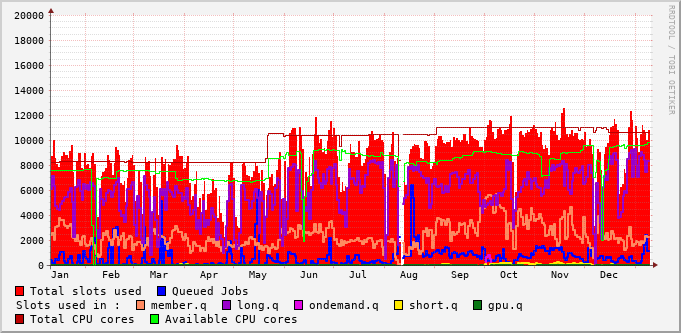 20000
18000
16000
14000
12000
10000
8000
6000
4000
2000
0
Jan Feb Mar Apr May Jun Jul Aug Sep Oct Nov Dec
Total slots used Queued Jobs
Slots used in : member.q long.q ondemand.q short.q gpu.q
Total CPU cores Available CPU cores
RRDTOOL / TOBI OETIKER